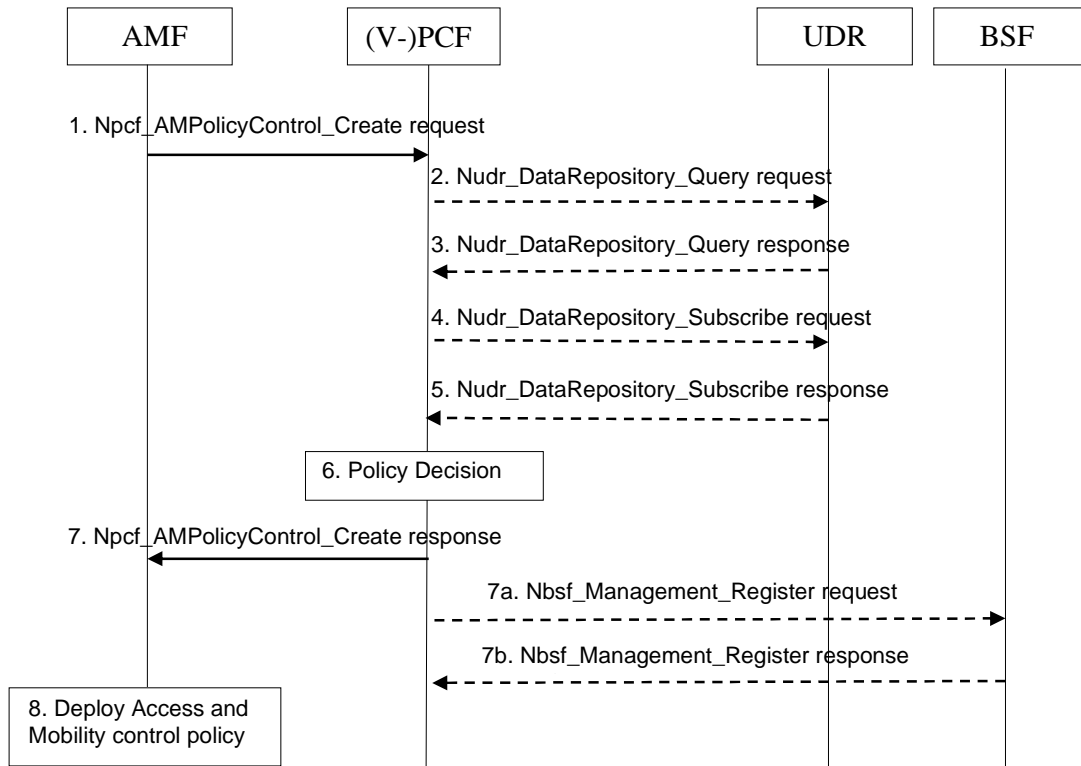 AMF
(V-)PCF
UDR
BSF
1. Npcf_AMPolicyControl_Create request
2. Nudr_DataRepository_Query request
3. Nudr_DataRepository_Query response
4. Nudr_DataRepository_Subscribe request
5. Nudr_DataRepository_Subscribe response
6. Policy Decision
7. Npcf_AMPolicyControl_Create response
7a. Nbsf_Management_Register request
7b. Nbsf_Management_Register response
8. Deploy Access and
Mobility control policy